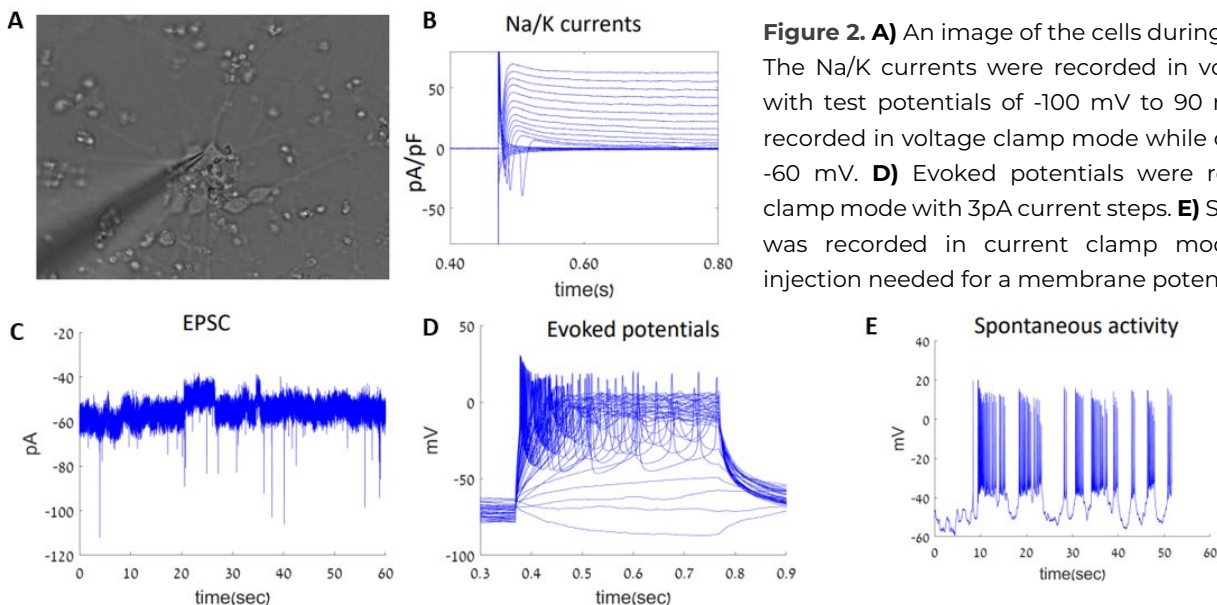 A
B
Na/K currents
pA/pF
50
0
-50
0.40
0.60
0.80
time(s)
Figure 2. A) An image of the cells during
The Na/K currents were recorded in vo
with test potentials of -100 mV to 90 m
recorded in voltage clamp mode while c
-60 mV. D) Evoked potentials were re
clamp mode with 3pA current steps. E) S
was recorded in current clamp mod
injection needed for a membrane poten
C
EPSC
pA
-20
-40
-60
-80
-100
-120
0
10
20
30
40
50
60
time(sec)
D
Evoked potentials
mV
50
0
-50
-100
0.3
0.4
0.5
0.6
0.7
0.8
0.9
time(sec)
E
Spontaneous activity
mV
40
20
0
-20
-40
-60
0
10
20
30
40
50
60
time(sec)